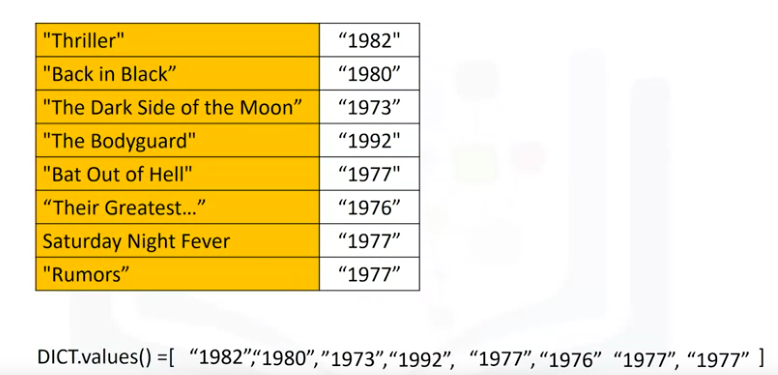 "Thriller" “1982"
"Back in Black” “1980”
"The Dark Side of the Moon” “1973”
"The Bodyguard" “1992"
"Bat Out of Hell" “1977"
“Their Greatest...” “1976”
Saturday Night Fever “1977”
"Rumors” “1977”
DICT.values() =[ “1982”,“1980”,”1973”,“1992”, “1977”,“1976” “1977”, “1977” ]